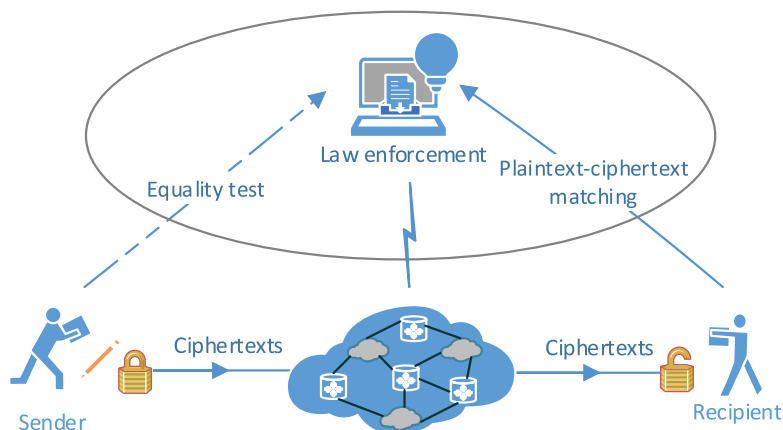 Law enforcement
Equality test
Plaintext-ciphertext
matching
Ciphertexts
Ciphertexts
Sender
Recipient